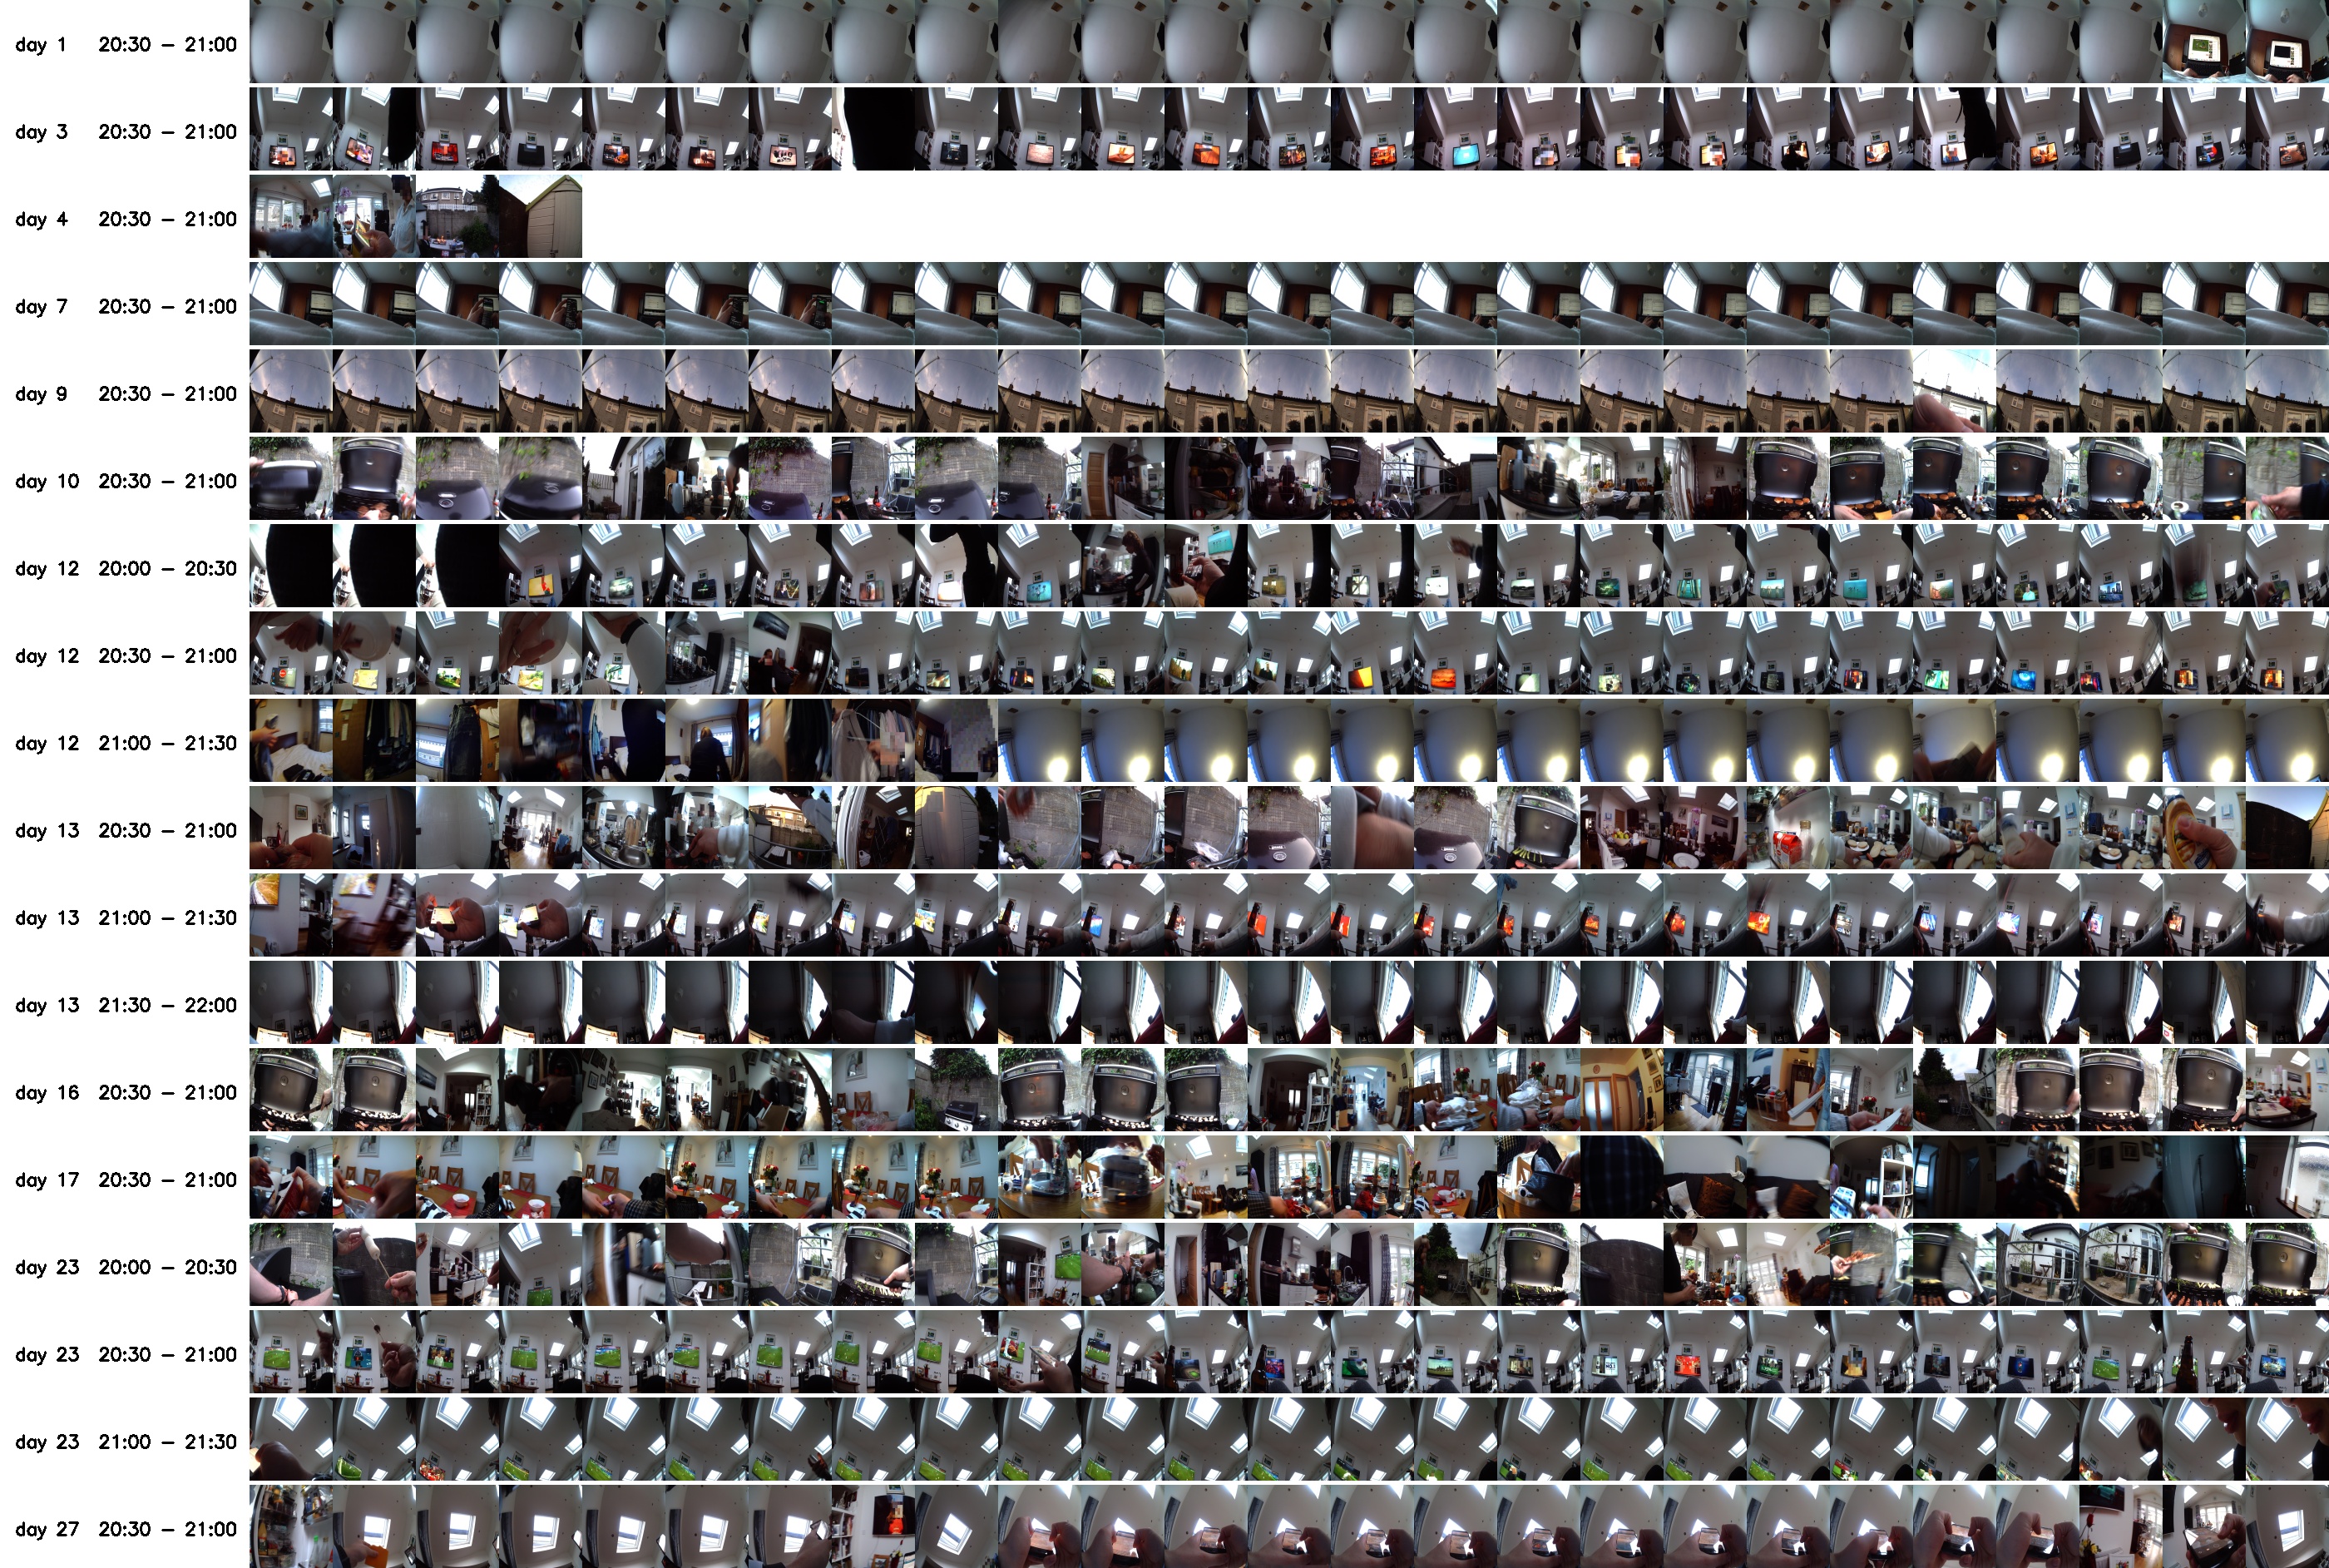 day 1 20:30 – 21:00
day 3 20:30 – 21:00
day 4 20:30 – 21:00
day 7 20:30 – 21:00
day 9 20:30 – 21:00
day 10 20:30 – 21:00
day 12 20:00 – 20:30
day 12 20:30 – 21:00
day 12 21:00 – 21:30
day 13 20:30 – 21:00
day 13 21:00 – 21:30
day 13 21:30 – 22:00
day 16 20:30 – 21:00
day 17 20:30 – 21:00
day 23 20:00 – 20:30
day 23 20:30 – 21:00
day 23 21:00 – 21:30
day 27 20:30 – 21:00